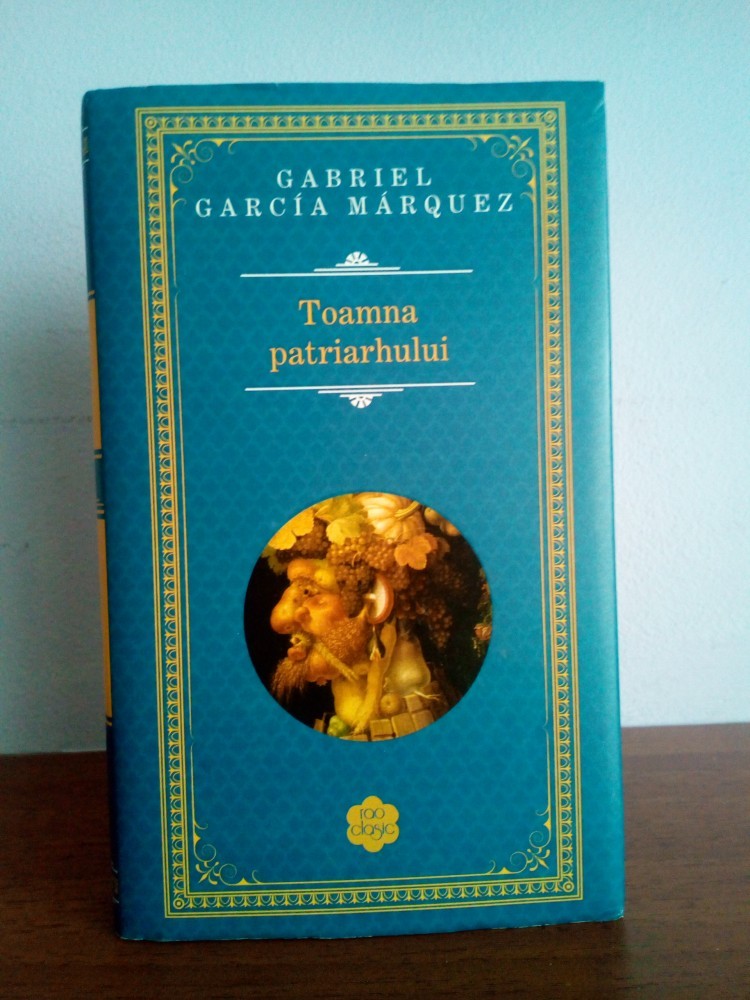 GABRIEL
GARCÍA MÁRQUEZ
Toamna
patriarhului
rao
clasic